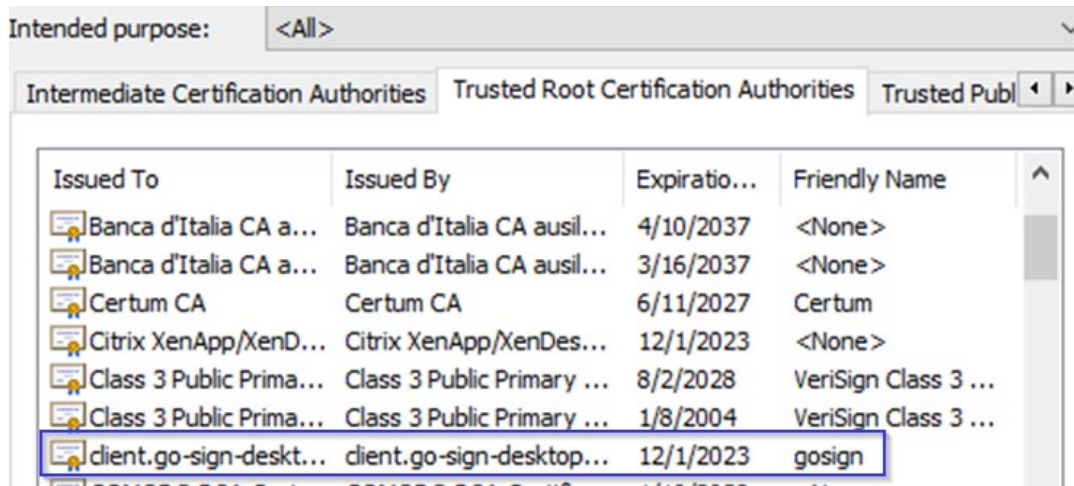 Intended purpose: <All>
Intermediate Certification Authorities Trusted Root Certification Authorities Trusted Publ
Issued To Issued By Expiratio... Friendly Name
Banca d'Italia CA a... Banca d'Italia CA ausil... 4/10/2037 <None>
Banca d'Italia CA a... Banca d'Italia CA ausil... 3/16/2037 <None>
Certum CA Certum CA 6/11/2027 Certum
Citrix XenApp/XenD... Citrix XenApp/XenDes... 12/1/2023 <None>
Class 3 Public Prima... Class 3 Public Primary ... 8/2/2028 VeriSign Class 3 ...
Class 3 Public Prima... Class 3 Public Primary ... 1/8/2004 VeriSign Class 3 ...
client.go-sign-deskt... client.go-sign-desktop... 12/1/2023 gosign